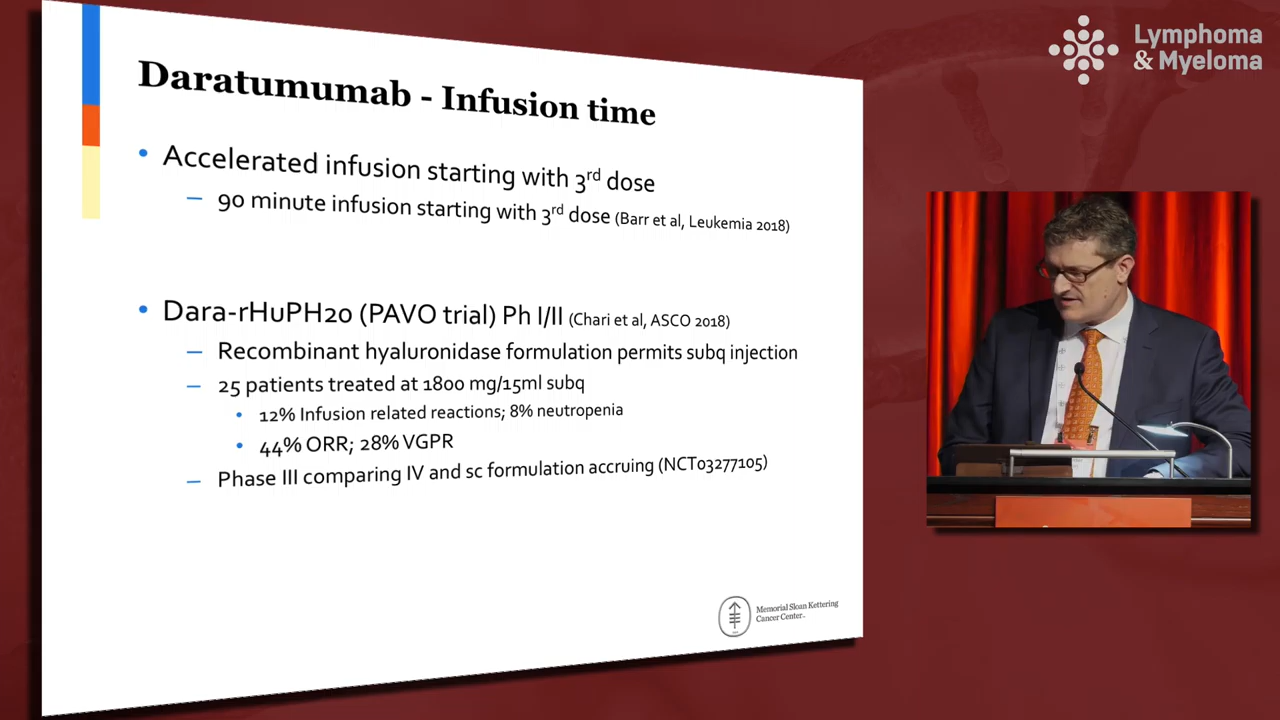 Daratumumab - Infusion time
• Accelerated infusion starting with 3rd dose
– 90 minute infusion starting with 3rd dose (Barr et al, Leukemia 2018)
• Dara-rHuPH20 (PAVO trial) Ph I/II (Chari et al, ASCO 2018)
– Recombinant hyaluronidase formulation permits subq injection
– 25 patients treated at 1800 mg/15ml subq
• 12% Infusion related reactions; 8% neutropenia
• 44% ORR; 28% VGPR
– Phase III comparing IV and sc formulation accruing (NCT03277105)
Memorial Sloan Kettering
Cancer Center
Lymphoma
& Myeloma